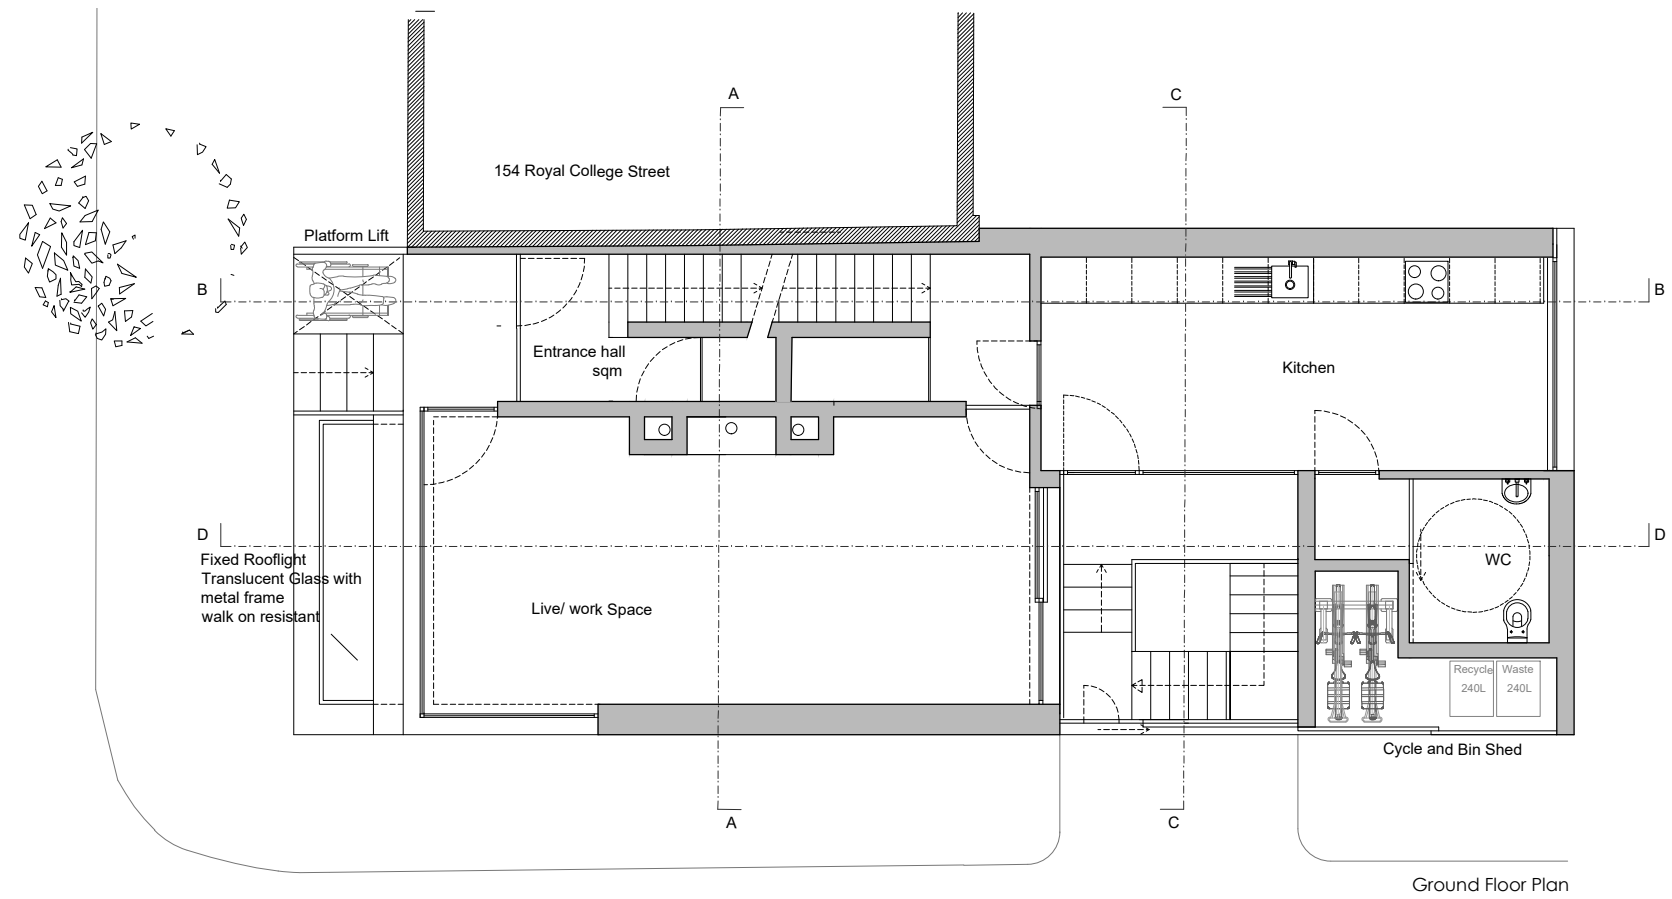 A
C
154 Royal College Street
Platform Lift
B
B
Entrance hall
sqm
Kitchen
D
D
Fixed Rooflight
Translucent Glass with
metal frame
walk on resistant
WC
Live/ work Space
Recycle
240L
Waste
240L
Cycle and Bin Shed
A
C
Ground Floor Plan